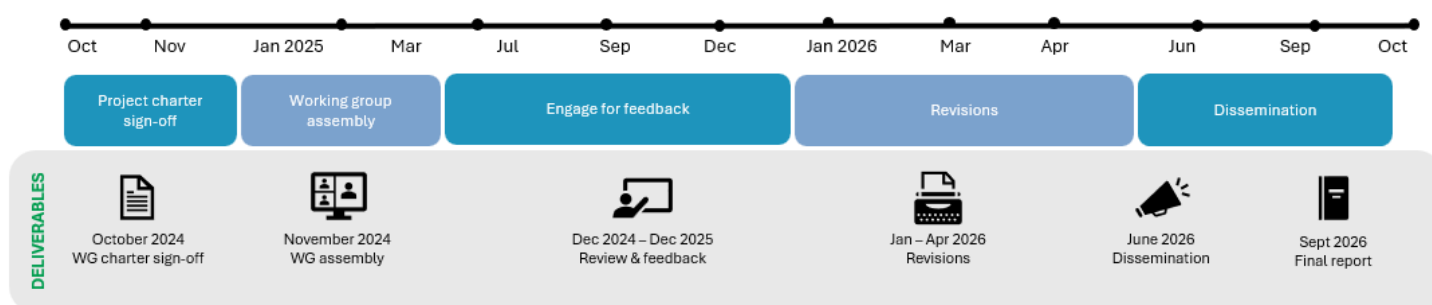 Oct Nov Jan 2025 Mar Jul Sep Dec Jan 2026 Mar Apr Jun Sep Oct
Project charter
sign-off
Working group
assembly
Engage for feedback
Revisions
Dissemination
DELIVERABLES
October 2024
WG charter sign-off
November 2024
WG assembly
Dec 2024 – Dec 2025
Review & feedback
Jan – Apr 2026
Revisions
June 2026
Dissemination
Sept 2026
Final report